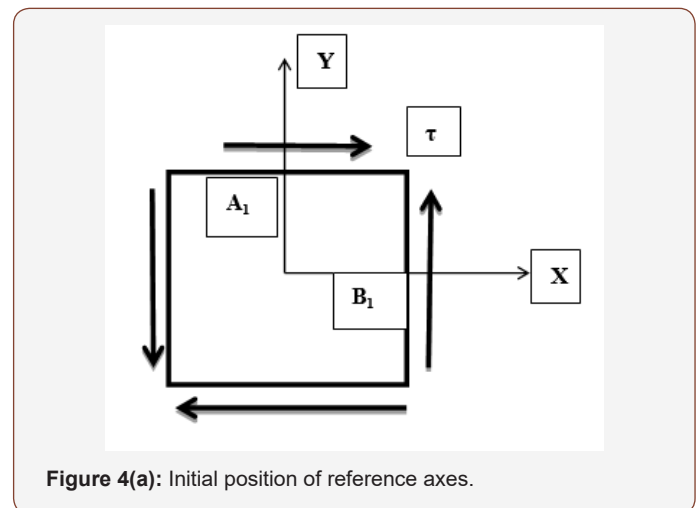 Y
τ
A₁
X
B₁
Figure 4(a): Initial position of reference axes.